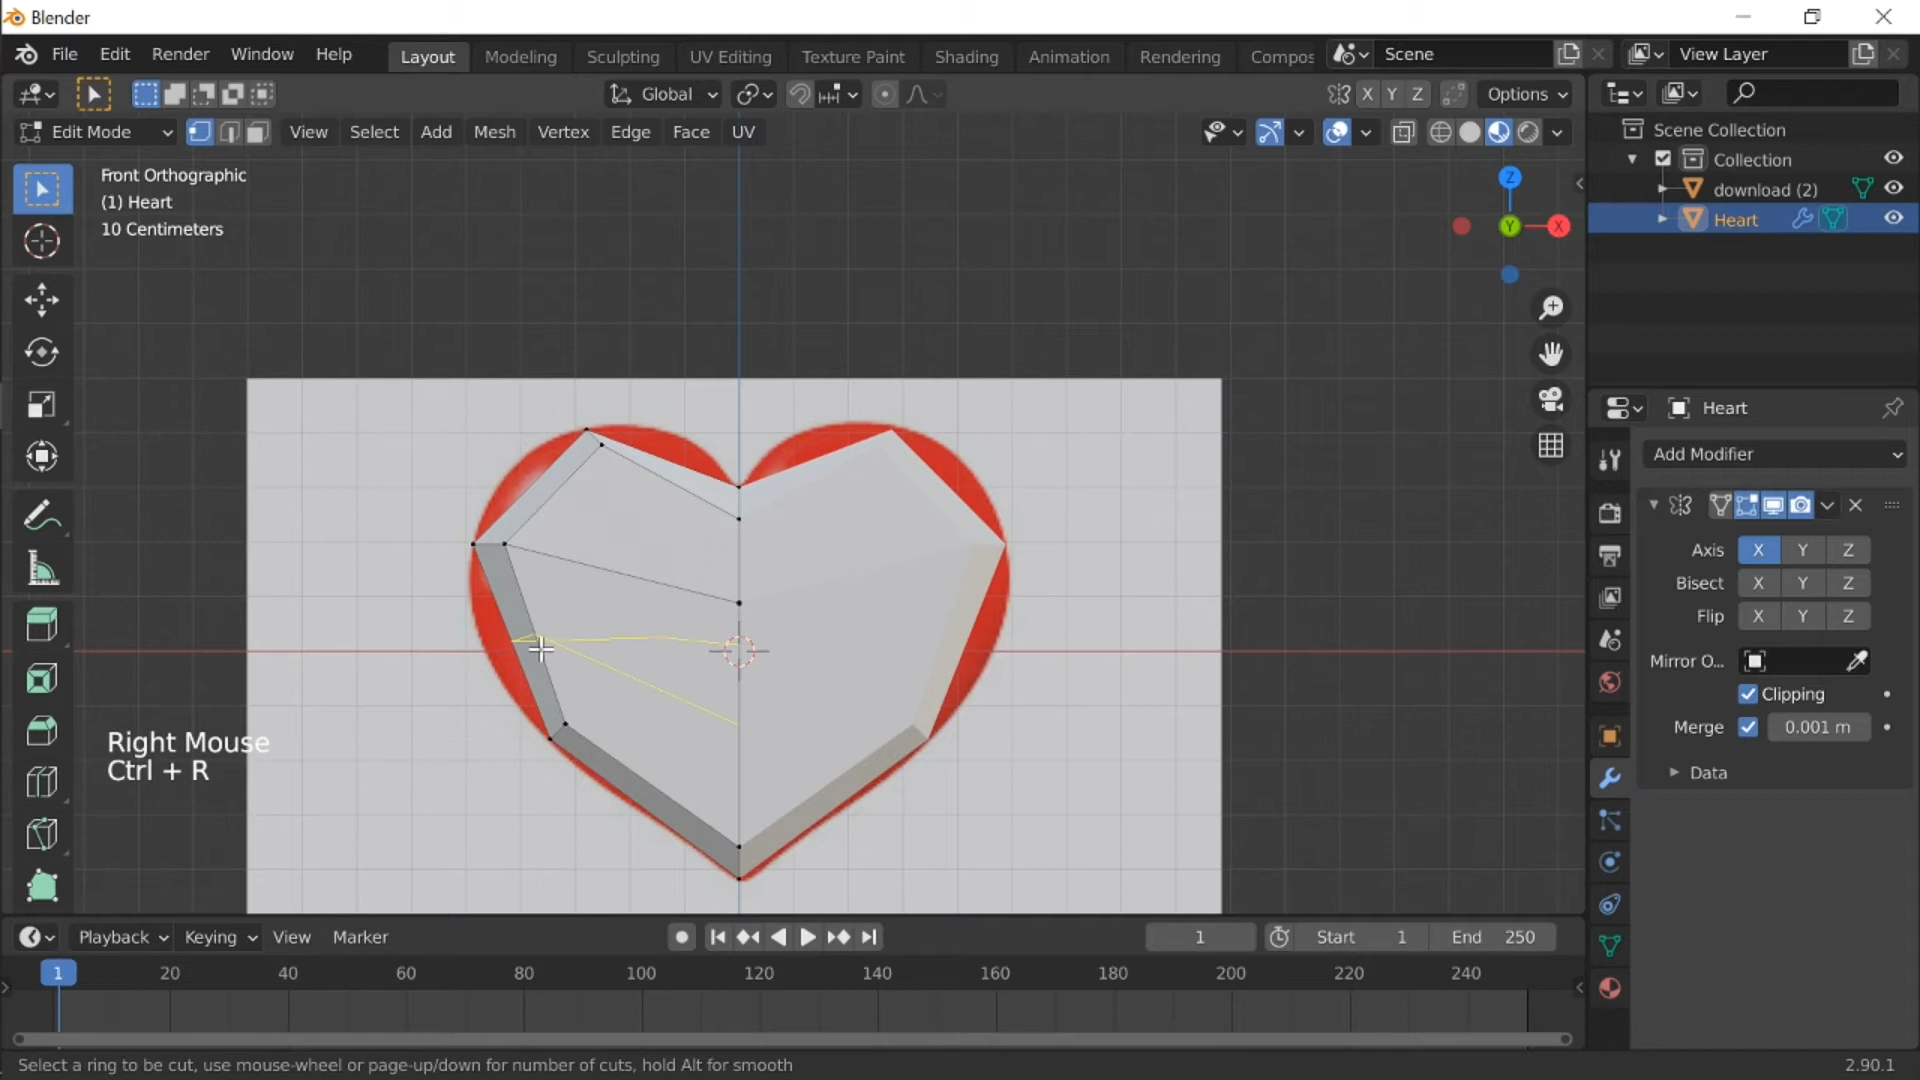 Blender
File Edit Render Window Help Layout Modeling Sculpting UV Editing Texture Paint Shading Animation Rendering Compos Scene View Layer
Global X Y Z Options
Edit Mode View Select Add Mesh Vertex Edge Face UV
Scene Collection
Collection
download (2)
Heart
Front Orthographic
(1) Heart
10 Centimeters
Z
Y
X
Heart
Add Modifier
Axis X Y Z
Bisect X Y Z
Flip X Y Z
Mirror O...
Clipping
Merge 0.001 m
Data
Right Mouse
Ctrl + R
Playback Keying View Marker 1 Start 1 End 250
1 20 40 60 80 100 120 140 160 180 200 220 240
Select a ring to be cut, use mouse-wheel or page-up/down for number of cuts, hold Alt for smooth 2.90.1